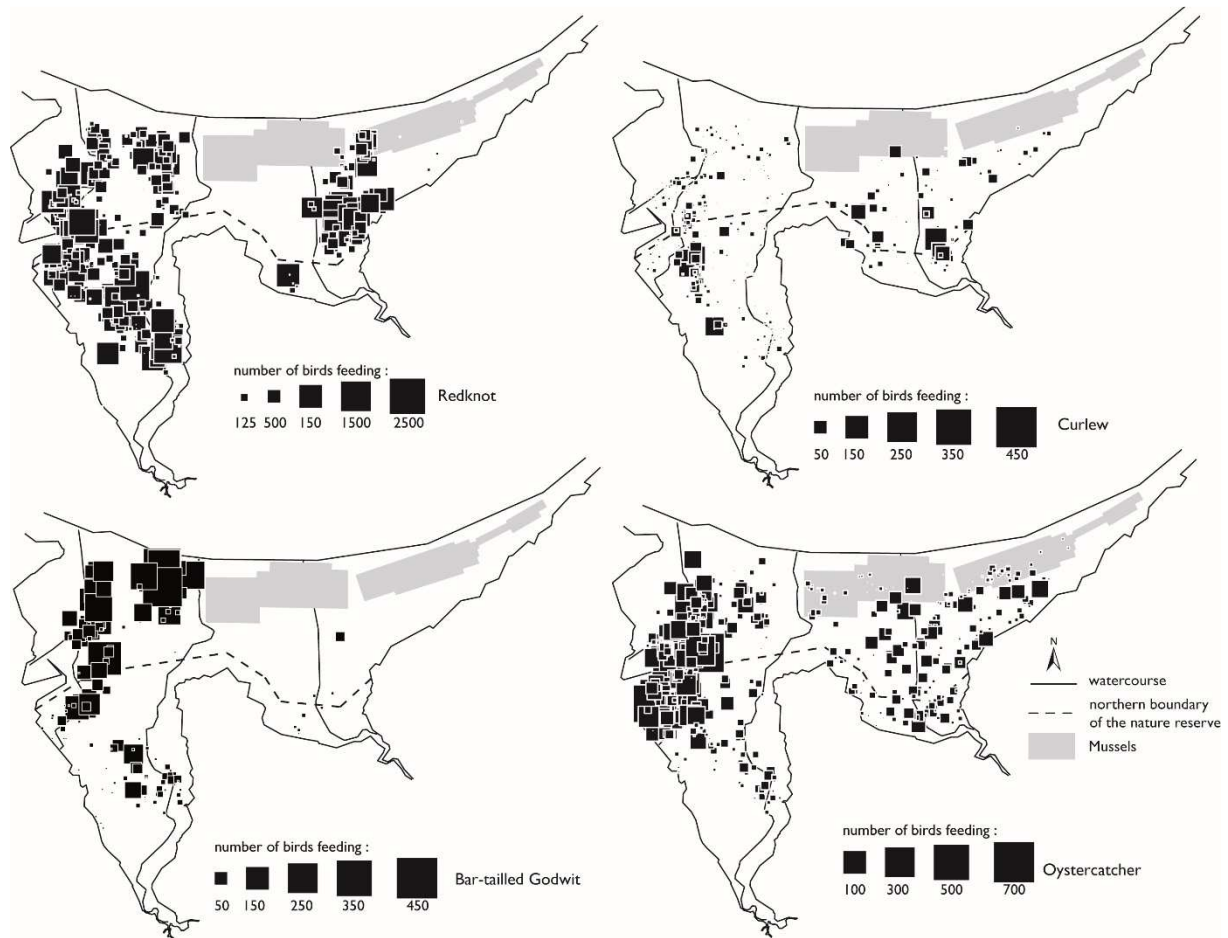 number of birds feeding :
Redknot
125 500 150 1500 2500
number of birds feeding :
Curlew
50 150 250 350 450
number of birds feeding :
Bar-tailled Godwit
50 150 250 350 450
N
watercourse
northern boundary
of the nature reserve
Mussels
number of birds feeding :
Oystercatcher
100 300 500 700